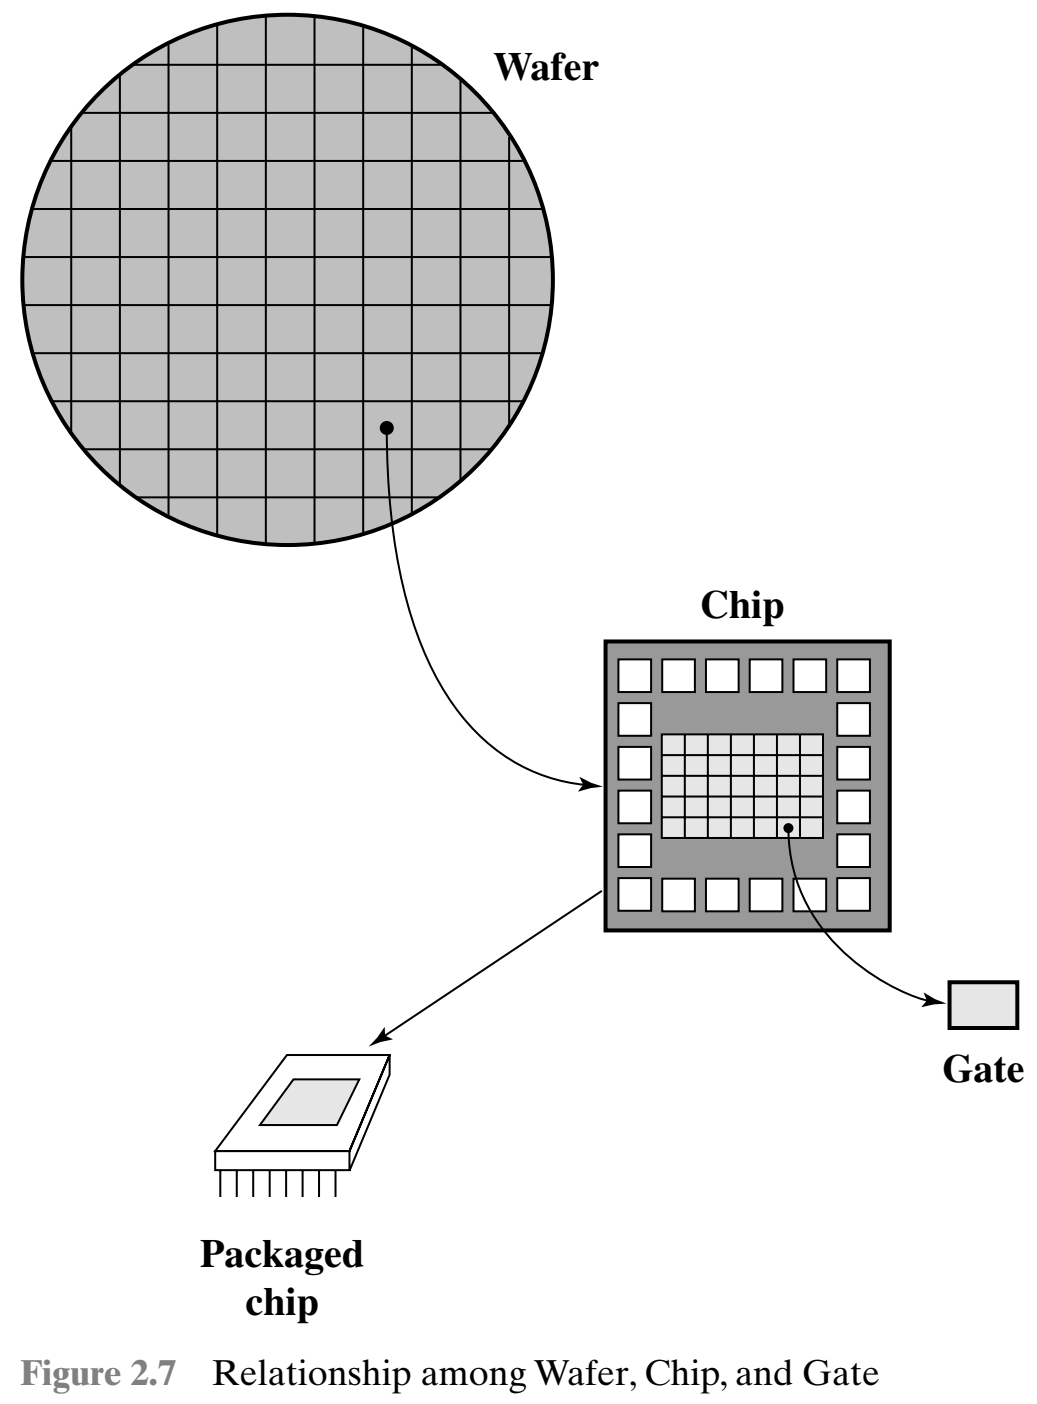 Wafer
Chip
Gate
Packaged
chip
Figure 2.7 Relationship among Wafer, Chip, and Gate